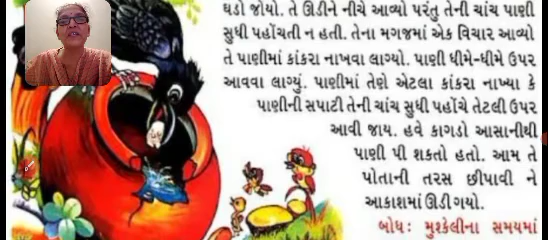 ઘડો જોયો. તે ઊડીને નીચે આવ્યો પરંતુ તેની ચાંચ પાણી
સુધી પહોંચતી ન હતી. તેના મગજમાં એક વિચાર આવ્યો
તે પાણીમાં કાંકરા નાખવા લાગ્યો. પાણી ધીમે-ધીમે ઉપર
આવવા લાગ્યું. પાણીમાં તેણે એટલા કાંકરા નાખ્યા કે
પાણીની સપાટી તેની ચાંચ સુધી પહોંચે તેટલી ઉપર
આવી જાય. હવે કાગડો આસાનીથી
પાણી પી શકતો હતો. આમ તે
પોતાની તરસ છીપાવી ને
આકાશમાં ઊડી ગયો.
બોધઃ મુશ્કેલીના સમયમાં